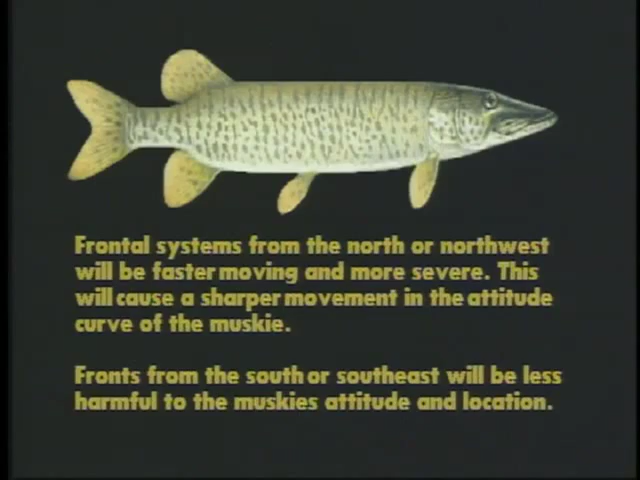 Frontal systems from the north or northwest
will be faster moving and more severe. This
will cause a sharper movement in the attitude
curve of the muskie.
Fronts from the south or southeast will be less
harmful to the muskies attitude and location.